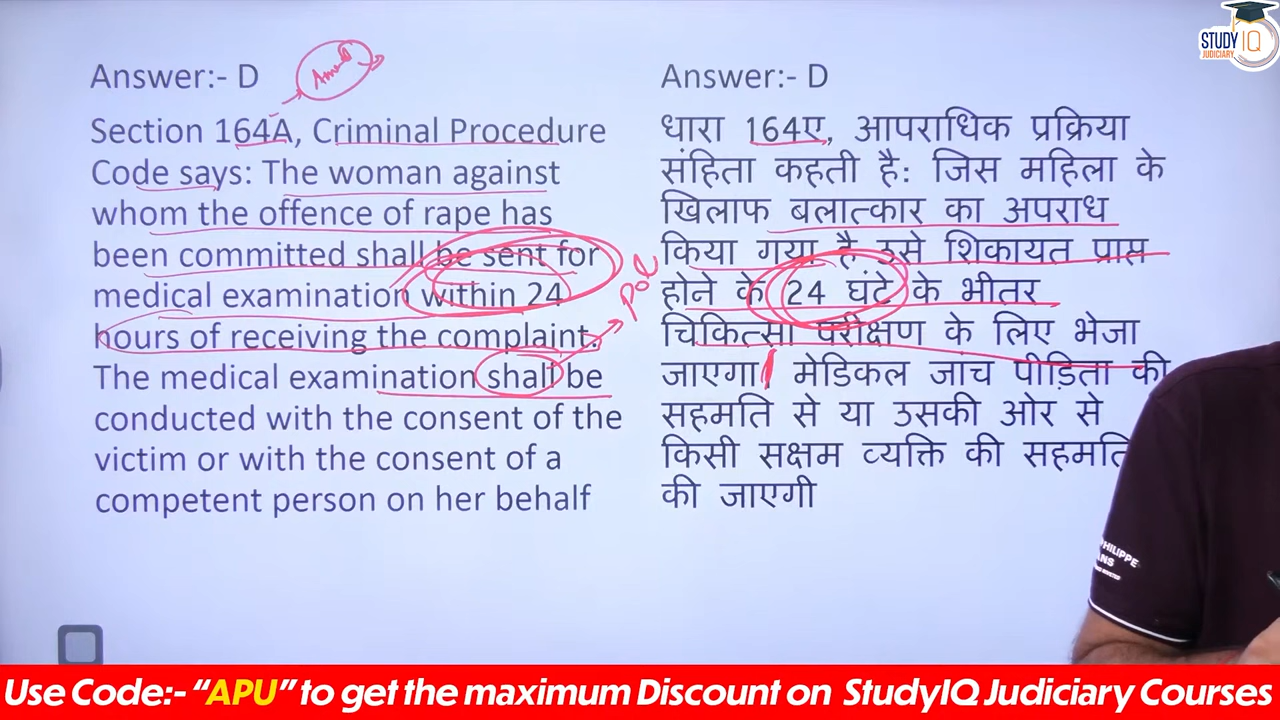 STUDY IQ
JUDICIARY
Answer:- D
Section 164A, Criminal Procedure
Code says: The woman against
whom the offence of rape has
been committed shall be sent for
medical examination within 24
hours of receiving the complaint.
The medical examination shall be
conducted with the consent of the
victim or with the consent of a
competent person on her behalf
Answer:- D
धारा 164ए, आपराधिक प्रक्रिया
संहिता कहती है: जिस महिला के
खिलाफ बलात्कार का अपराध
किया गया है उसे शिकायत प्राप्त
होने के 24 घंटे के भीतर
चिकित्सा परीक्षण के लिए भेजा
जाएगा। मेडिकल जांच पीड़िता की
सहमति से या उसकी ओर से
किसी सक्षम व्यक्ति की सहमति
की जाएगी
PHILIPPE
ANS
Use Code:- “APU” to get the maximum Discount on StudyIQ Judiciary Courses